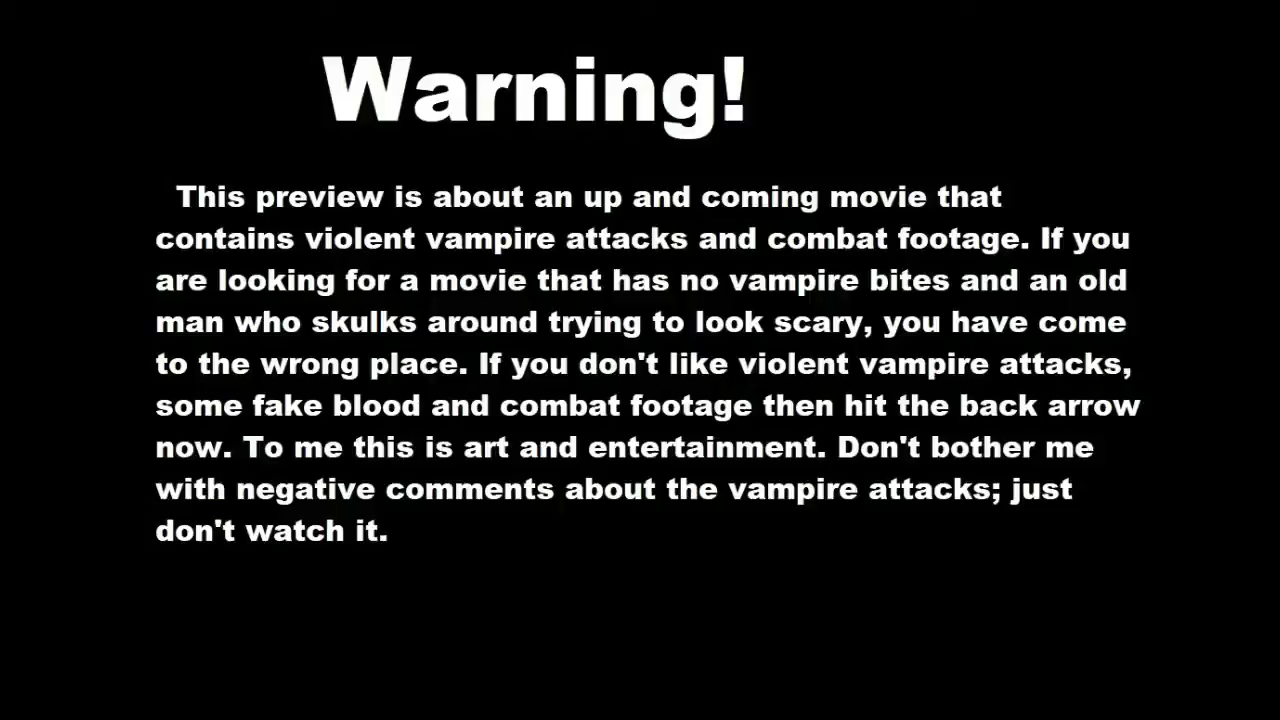 Warning!
This preview is about an up and coming movie that
contains violent vampire attacks and combat footage. If you
are looking for a movie that has no vampire bites and an old
man who skulks around trying to look scary, you have come
to the wrong place. If you don't like violent vampire attacks,
some fake blood and combat footage then hit the back arrow
now. To me this is art and entertainment. Don't bother me
with negative comments about the vampire attacks; just
don't watch it.